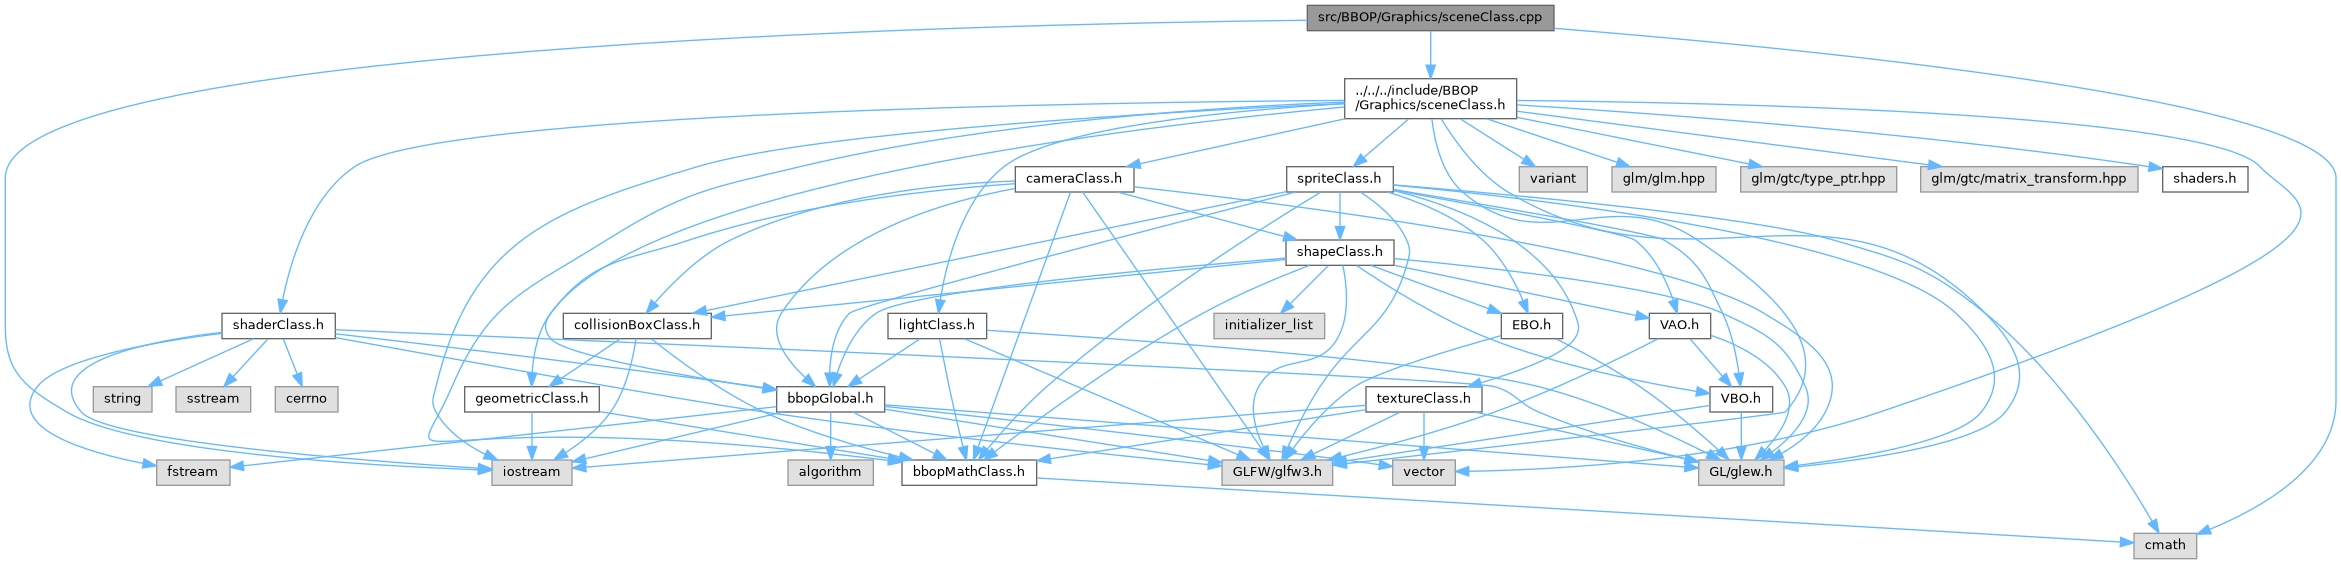 src/BBOP/Graphics/sceneClass.cpp
../../../include/BBOP
/Graphics/sceneClass.h
cameraClass.h
spriteClass.h
variant
glm/glm.hpp
glm/gtc/type_ptr.hpp
glm/gtc/matrix_transform.hpp
shaders.h
shapeClass.h
shaderClass.h
collisionBoxClass.h
lightClass.h
initializer_list
EBO.h
VAO.h
string
sstream
cerrno
geometricClass.h
bbopGlobal.h
textureClass.h
VBO.h
fstream
iostream
algorithm
bbopMathClass.h
GLFW/glfw3.h
vector
GL/glew.h
cmath